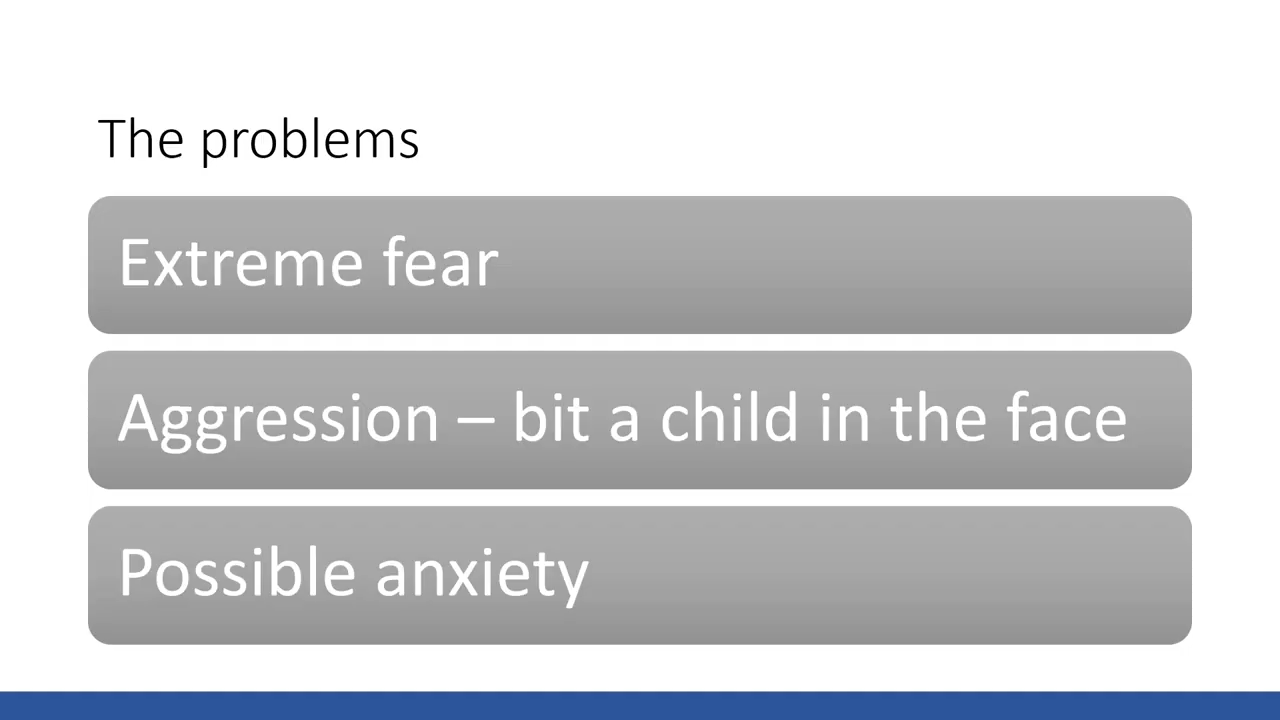 The problems
Extreme fear
Aggression – bit a child in the face
Possible anxiety